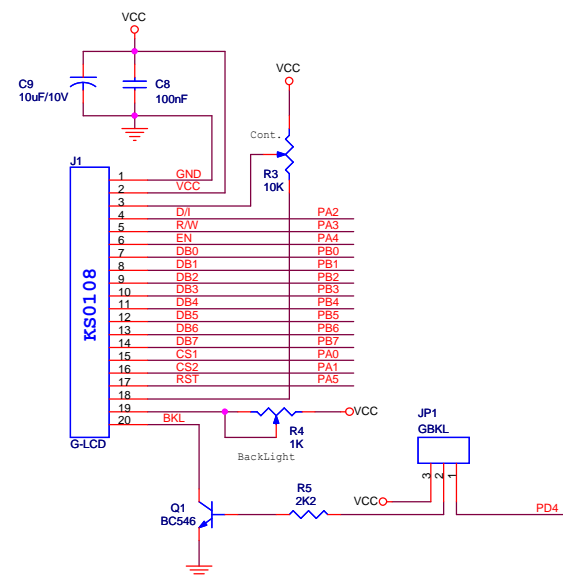 VCC
C9
10uF/10V
C8
100nF
VCC
Cont.
R3
10K
J1
KS0108
1 GND
2 VCC
3
4 D/I PA2
5 R/W PA3
6 EN PA4
7 DB0 PB0
8 DB1 PB1
9 DB2 PB2
10 DB3 PB3
11 DB4 PB4
12 DB5 PB5
13 DB6 PB6
14 DB7 PB7
15 CS1 PA0
16 CS2 PA1
17 RST PA5
18
19
20 BKL
G-LCD
R4
1K
VCC
BackLight
JP1
GBKL
3 2 1
VCC
PD4
R5
2K2
Q1
BC546